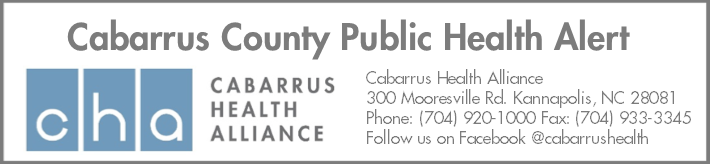 Cabarrus County Public Health Alert
cha
CABARRUS
HEALTH
ALLIANCE
Cabarrus Health Alliance
300 Mooresville Rd. Kannapolis, NC 28081
Phone: (704) 920-1000 Fax: (704) 933-3345
Follow us on Facebook @cabarrushealth